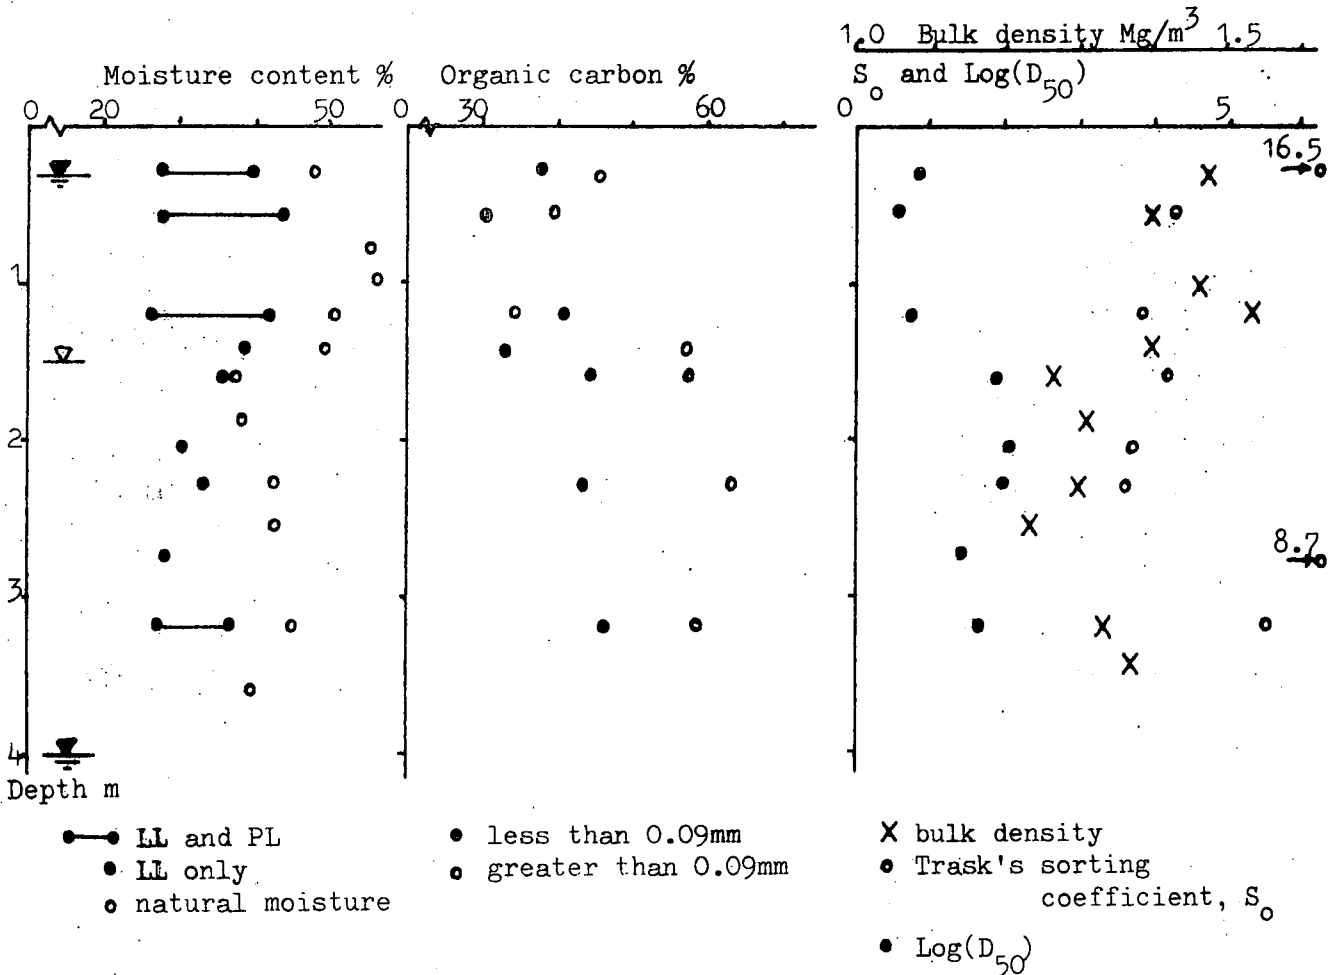 1.0 Bulk density Mg/m³ 1.5
Moisture content %
Organic carbon %
S₀ and Log(D₅₀)
0 20 50
0 30 60
0 5
16.5
1
2
3
8.7
4
Depth m
LL and PL
LL only
natural moisture
less than 0.09mm
greater than 0.09mm
X bulk density
Trask's sorting
coefficient, S₀
Log(D₅₀)